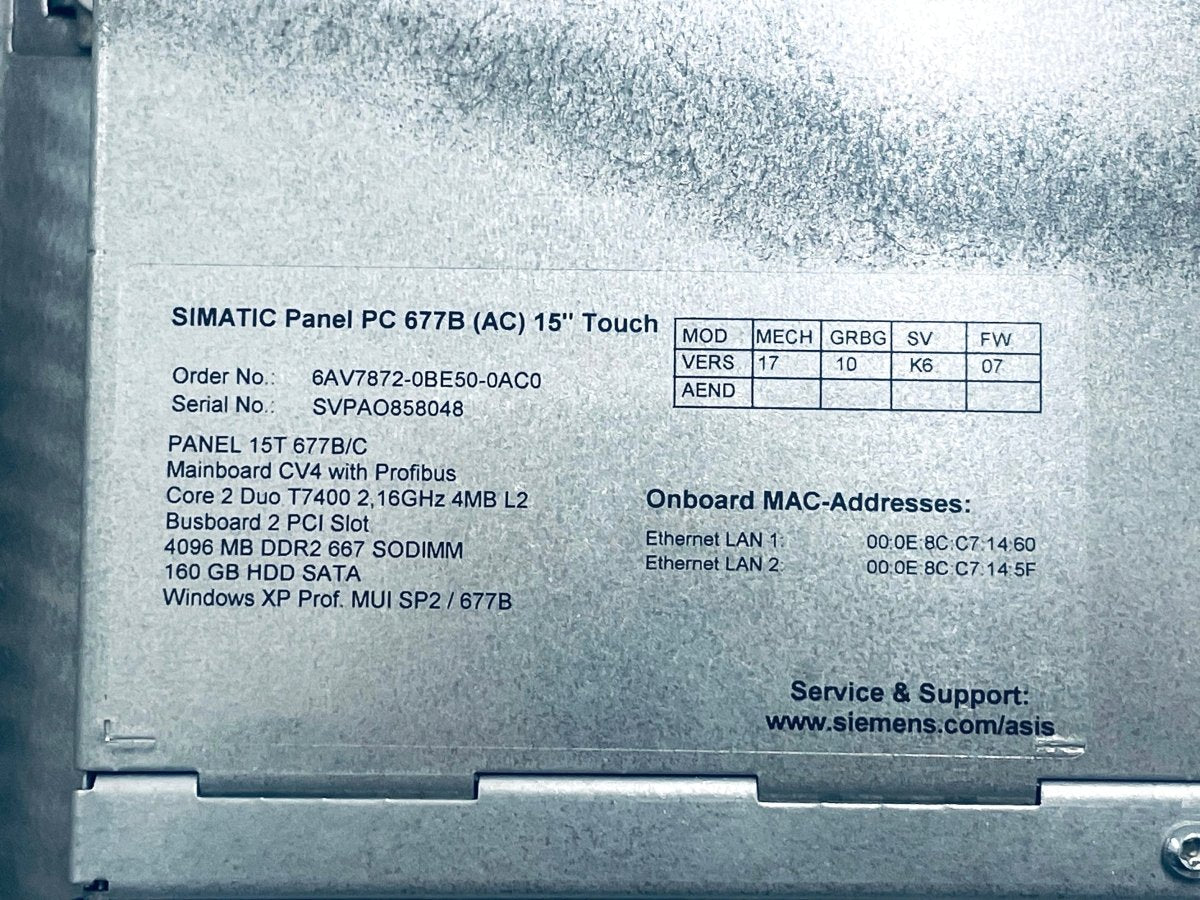 SIMATIC Panel PC 677B (AC) 15" Touch
Order No.: 6AV7872-0BE50-0AC0
Serial No.: SVPAO858048
MOD MECH GRBG SV FW
VERS 17 10 K6 07
AEND
PANEL 15T 677B/C
Mainboard CV4 with Profibus
Core 2 Duo T7400 2,16GHz 4MB L2
Busboard 2 PCI Slot
4096 MB DDR2 667 SODIMM
160 GB HDD SATA
Windows XP Prof. MUI SP2 / 677B
Onboard MAC-Addresses:
Ethernet LAN 1: 00:0E:8C:C7:14:60
Ethernet LAN 2: 00:0E:8C:C7:14:5F
Service & Support:
www.siemens.com/asis